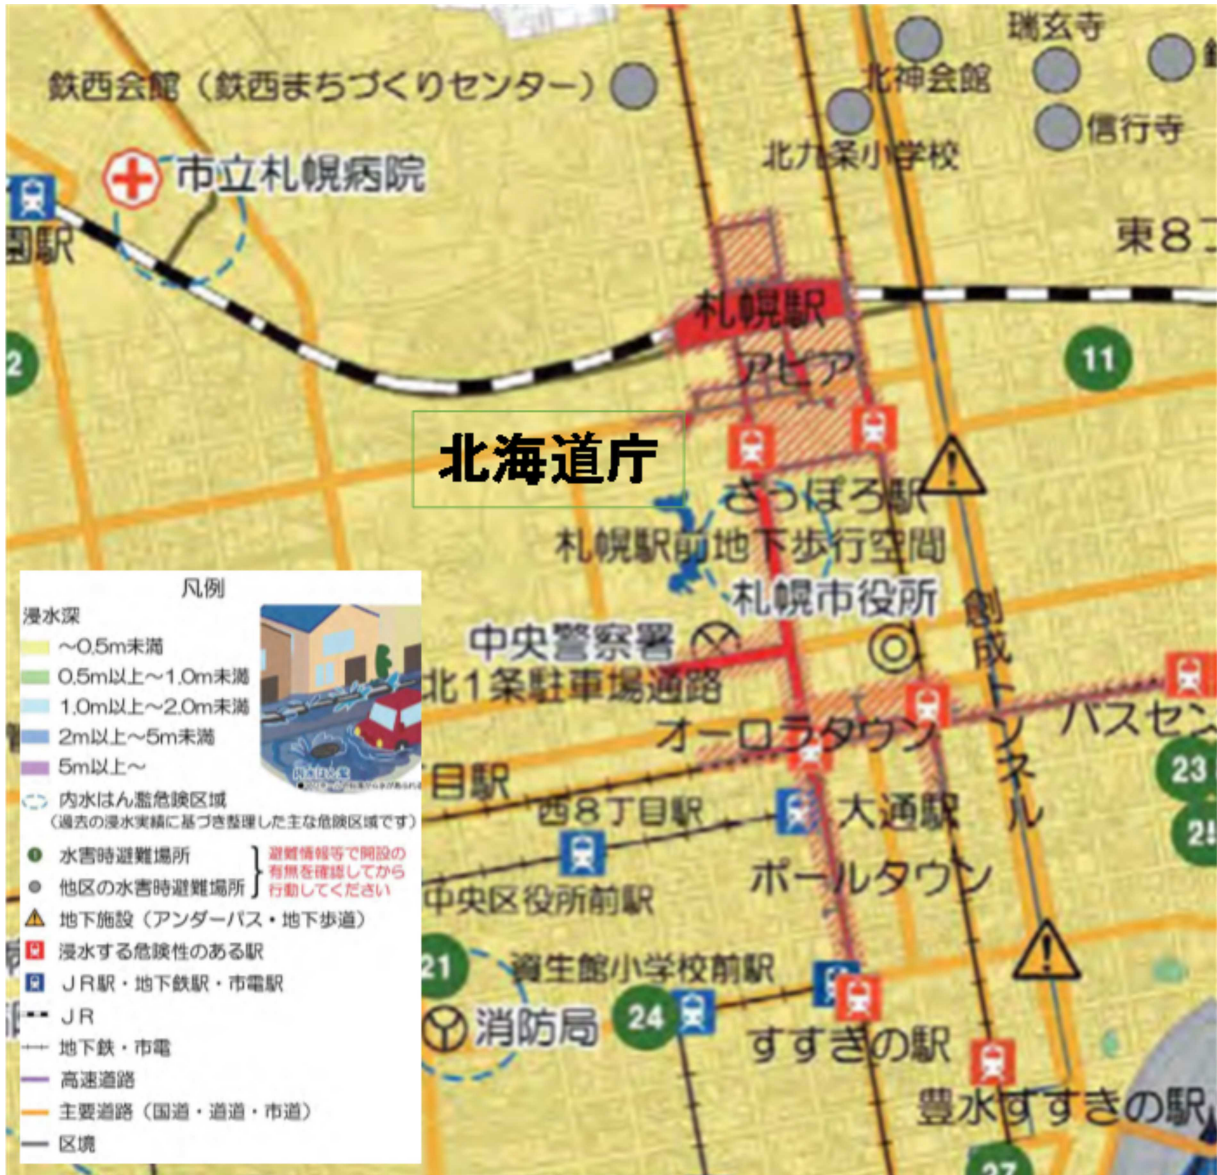 瑞玄寺
北神会館
鉄西会館（鉄西まちづくりセンター）
信行寺
北九条小学校
市立札幌病院
園駅
東8丁
札幌駅
2
アピア
11
北海道庁
さっぽろ駅
札幌駅前地下歩行空間
札幌市役所
創成トンネル
中央警察署
北1条駐車場通路
オーロラタウン
バスセン
目駅
23
西8丁目駅
大通駅
ポールタウン
中央区役所前駅
21
資生館小学校前駅
24
消防局
すすきの駅
豊水すすきの駅
27
凡例
浸水深
～0.5m未満
0.5m以上～1.0m未満
1.0m以上～2.0m未満
2m以上～5m未満
5m以上～
内水はん濫
内水はん濫危険区域
（過去の浸水実績に基づき整理した主な危険区域です）
水害時避難場所
他区の水害時避難場所
避難情報等で開設の
有無を確認してから
行動してください
地下施設（アンダーパス・地下歩道）
浸水する危険性のある駅
ＪＲ駅・地下鉄駅・市電駅
ＪＲ
地下鉄・市電
高速道路
主要道路（国道・道道・市道）
区境